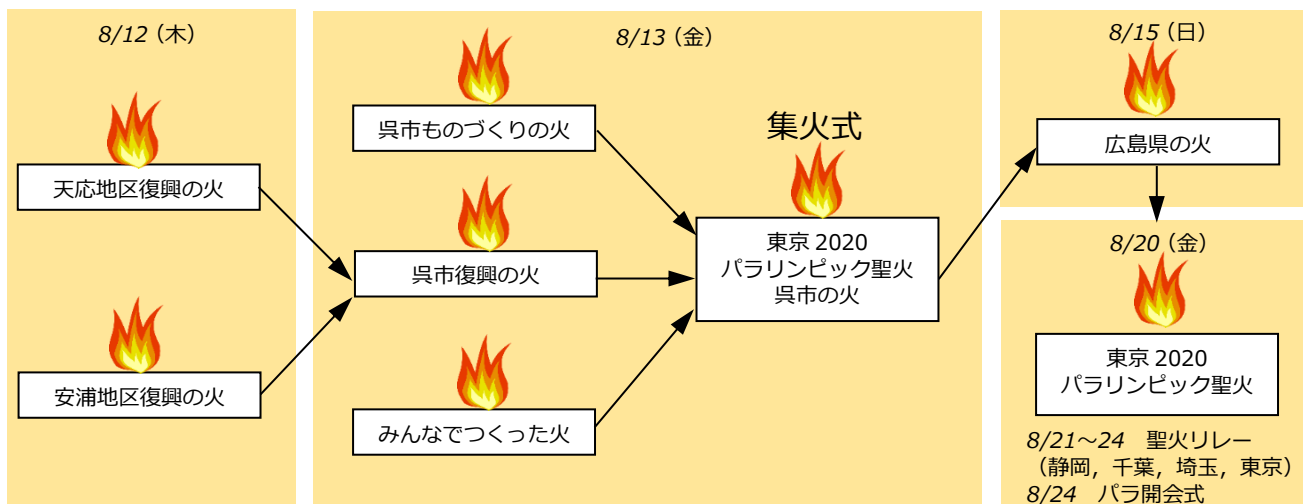 8/12（木）
天応地区復興の火
安浦地区復興の火
8/13（金）
呉市ものづくりの火
呉市復興の火
みんなでつくった火
集火式
東京 2020
パラリンピック聖火
呉市の火
8/15（日）
広島県の火
8/20（金）
東京 2020
パラリンピック聖火
8/21～24　聖火リレー
（静岡，千葉，埼玉，東京）
8/24　パラ開会式